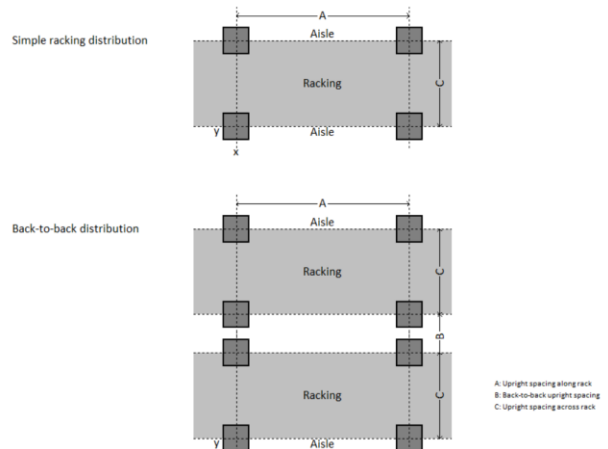 A
Simple racking distribution
Aisle
Racking
C
y
Aisle
x
A
Back-to-back distribution
Aisle
Racking
C
B
Racking
C
A: Upright spacing along rack
B: Back-to-back upright spacing
C: Upright spacing across rack
y
Aisle